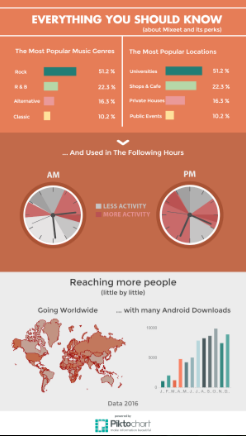 EVERYTHING YOU SHOULD KNOW
(about Mixeet and its perks)
The Most Popular Music Genres
The Most Popular Locations
Rock 51.2 %
R & B 22.3 %
Alternative 16.3 %
Classic 10.2 %
Universities 51.2 %
Shops & Cafe 22.3 %
Private Houses 16.3 %
Public Events 10.2 %
... And Used in The Following Hours
AM
PM
LESS ACTIVITY
MORE ACTIVITY
Reaching more people
(little by little)
Going Worldwide
... with many Android Downloads
J F M A M J J A S O N D
Data 2016
Piktochart